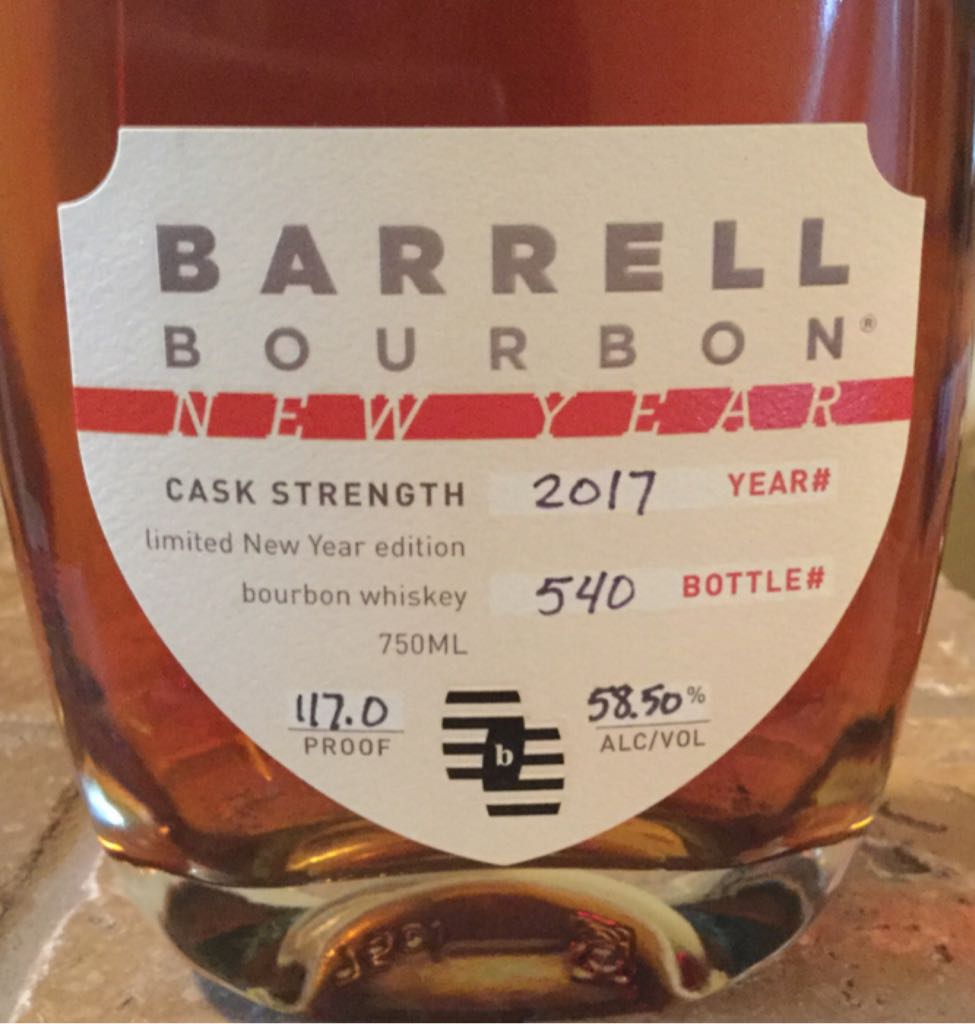 BARRELL
BOURBON®
NEW YEAR
CASK STRENGTH 2017 YEAR#
limited New Year edition
bourbon whiskey 540 BOTTLE#
750ML
117.0 58.50%
PROOF b ALC/VOL